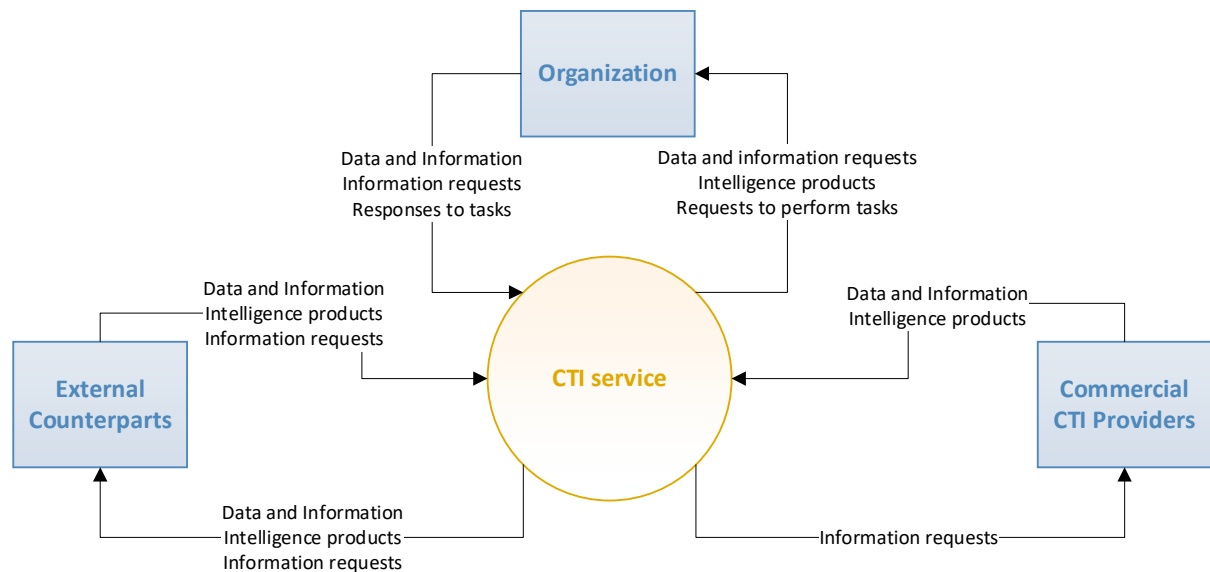 Organization
Data and Information
Information requests
Responses to tasks
Data and information requests
Intelligence products
Requests to perform tasks
Data and Information
Intelligence products
Information requests
Data and Information
Intelligence products
External
Counterparts
CTI service
Commercial
CTI Providers
Data and Information
Intelligence products
Information requests
Information requests